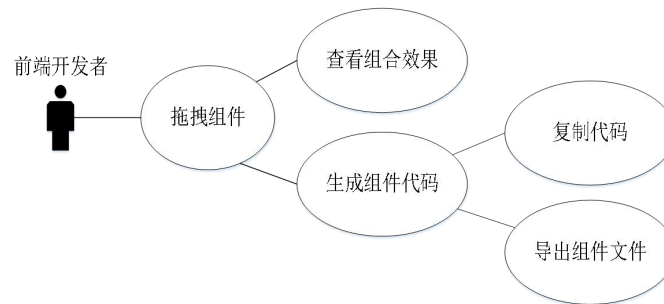 前端开发者
拖拽组件
查看组合效果
生成组件代码
复制代码
导出组件文件